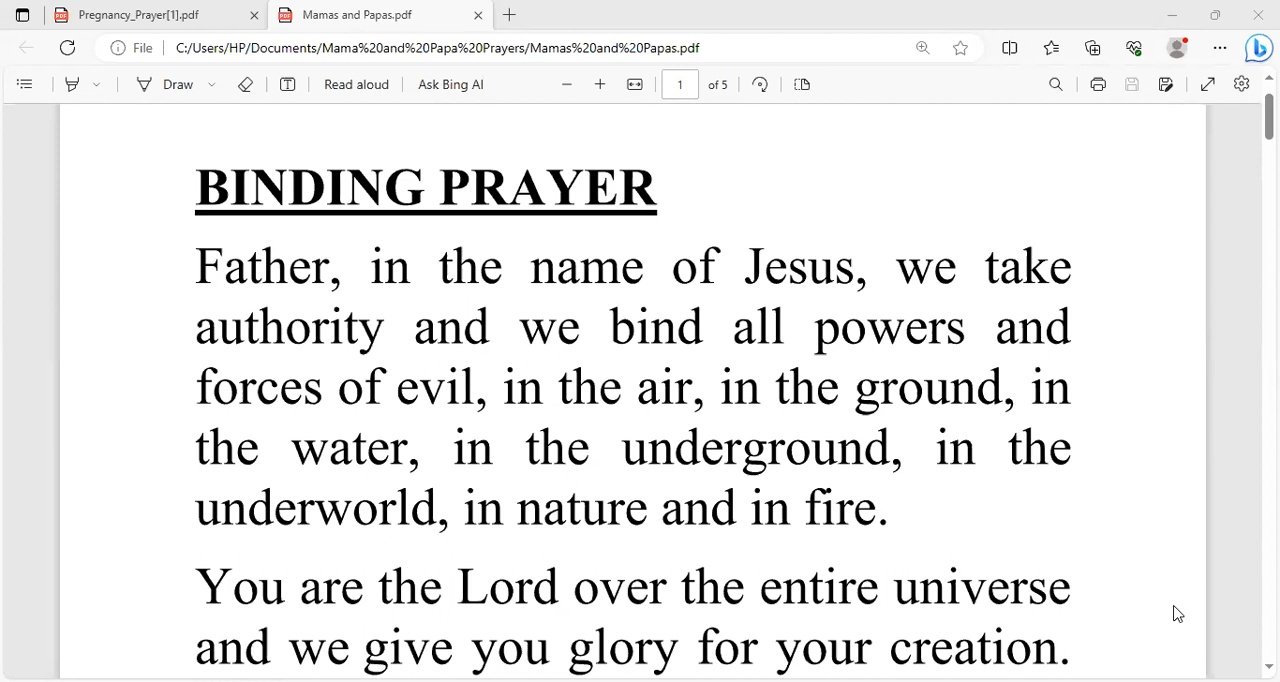 Pregnancy_Prayer[1].pdf
Mamas and Papas.pdf
File
C:/Users/HP/Documents/Mama%20and%20Papa%20Prayers/Mamas%20and%20Papas.pdf
Draw
Read aloud
Ask Bing AI
1 of 5
BINDING PRAYER
Father, in the name of Jesus, we take
authority and we bind all powers and
forces of evil, in the air, in the ground, in
the water, in the underground, in the
underworld, in nature and in fire.
You are the Lord over the entire universe
and we give you glory for your creation.